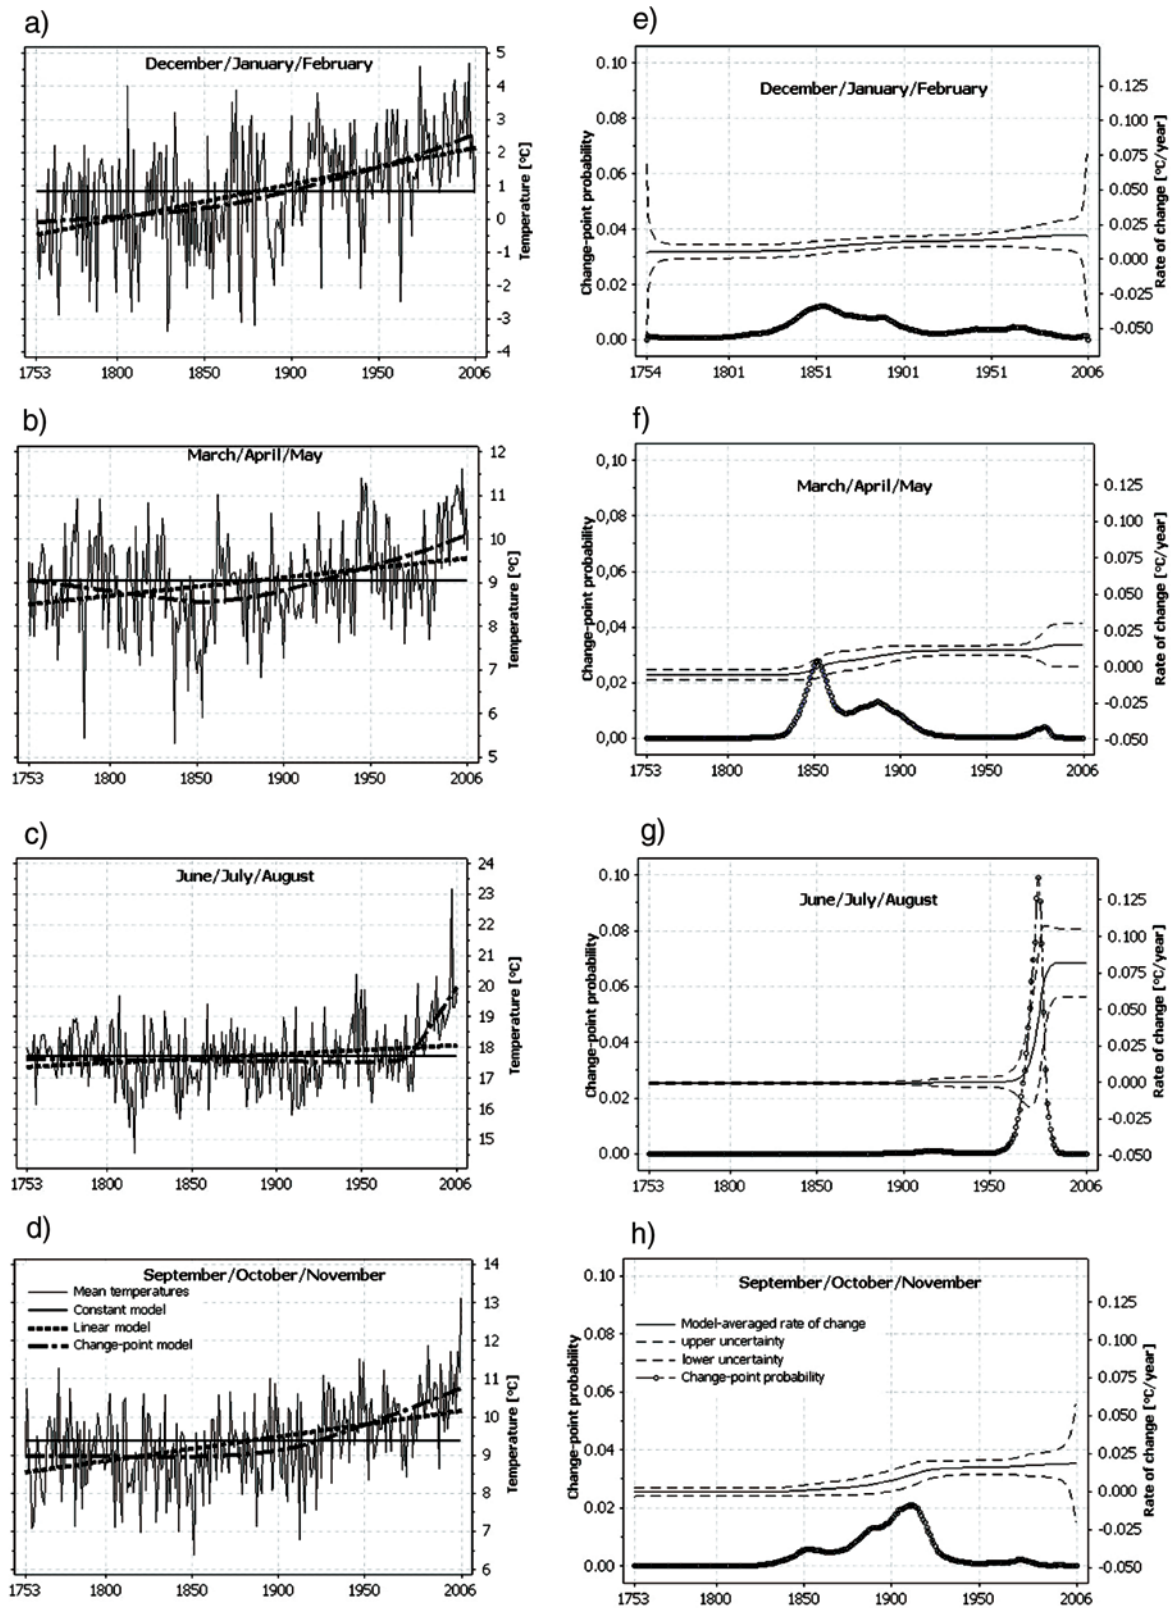 a)
December/January/February
5
4
3
2
1
0
-1
-2
-3
-4
Temperature [°C]
1753 1800 1850 1900 1950 2006
e)
December/January/February
0.10
0.08
0.06
0.04
0.02
0.00
Change-point probability
0.125
0.100
0.075
0.050
0.025
0.000
-0.025
-0.050
Rate of change [°C/year]
1754 1801 1851 1901 1951 2006
b)
March/April/May
12
11
10
9
8
7
6
5
Temperature [°C]
1753 1800 1850 1900 1950 2006
f)
March/April/May
0,10
0,08
0,06
0,04
0,02
0,00
Change-point probability
0.125
0.100
0.075
0.050
0.025
0.000
-0.025
-0.050
Rate of change [°C/year]
1753 1800 1850 1900 1950 2006
c)
June/July/August
24
23
22
21
20
19
18
17
16
15
Temperature [°C]
1753 1800 1850 1900 1950 2006
g)
June/July/August
0.10
0.08
0.06
0.04
0.02
0.00
Change-point probability
0.125
0.100
0.075
0.050
0.025
0.000
-0.025
-0.050
Rate of change [°C/year]
1753 1800 1850 1900 1950 2006
d)
September/October/November
Mean temperatures
Constant model
Linear model
Change-point model
14
13
12
11
10
9
8
7
6
Temperature [°C]
1753 1800 1850 1900 1950 2006
h)
September/October/November
Model-averaged rate of change
upper uncertainty
lower uncertainty
Change-point probability
0.10
0.08
0.06
0.04
0.02
0.00
Change-point probability
0.125
0.100
0.075
0.050
0.025
0.000
-0.025
-0.050
Rate of change [°C/year]
1753 1800 1850 1900 1950 2006